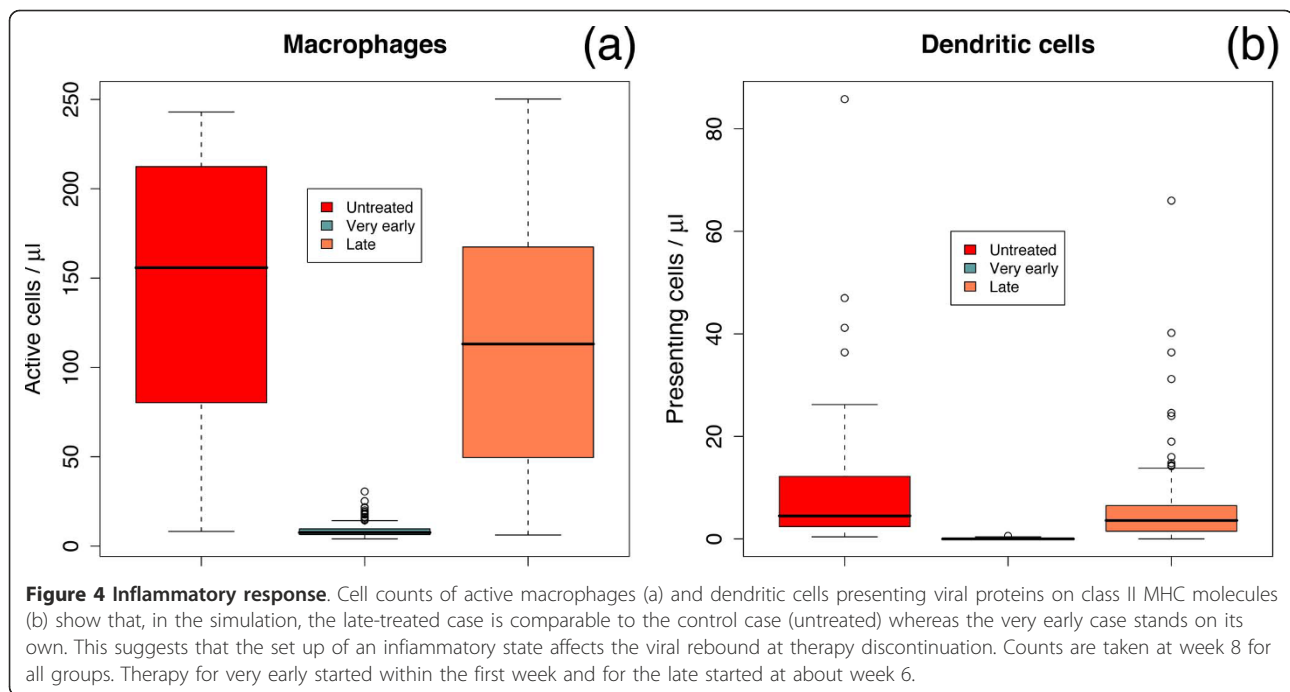 Macrophages
(a)
Dendritic cells
(b)
Active cells / μl
0
50
100
150
200
250
Untreated
Very early
Late
Presenting cells / μl
0
20
40
60
80
Untreated
Very early
Late
Figure 4 Inflammatory response. Cell counts of active macrophages (a) and dendritic cells presenting viral proteins on class II MHC molecules
(b) show that, in the simulation, the late-treated case is comparable to the control case (untreated) whereas the very early case stands on its
own. This suggests that the set up of an inflammatory state affects the viral rebound at therapy discontinuation. Counts are taken at week 8 for
all groups. Therapy for very early started within the first week and for the late started at about week 6.